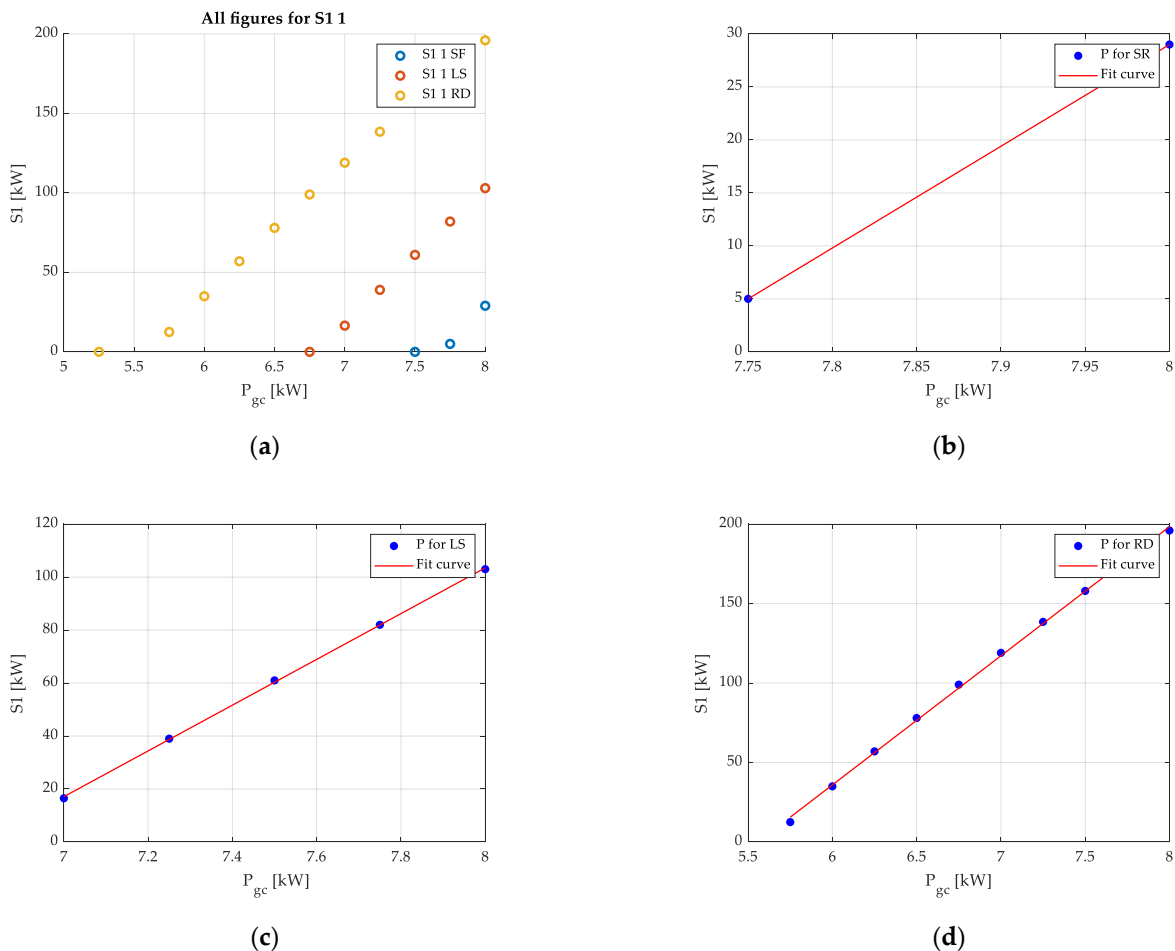 All figures for S1 1
200
150
100
50
0
S1 [kW]
S1 1 SF
S1 1 LS
S1 1 RD
5 5.5 6 6.5 7 7.5 8
P_gc [kW]
(a)
30
25
20
15
10
5
0
S1 [kW]
P for SR
Fit curve
7.75 7.8 7.85 7.9 7.95 8
P_gc [kW]
(b)
120
100
80
60
40
20
0
S1 [kW]
P for LS
Fit curve
7 7.2 7.4 7.6 7.8 8
P_gc [kW]
(c)
200
150
100
50
0
S1 [kW]
P for RD
Fit curve
5.5 6 6.5 7 7.5 8
P_gc [kW]
(d)